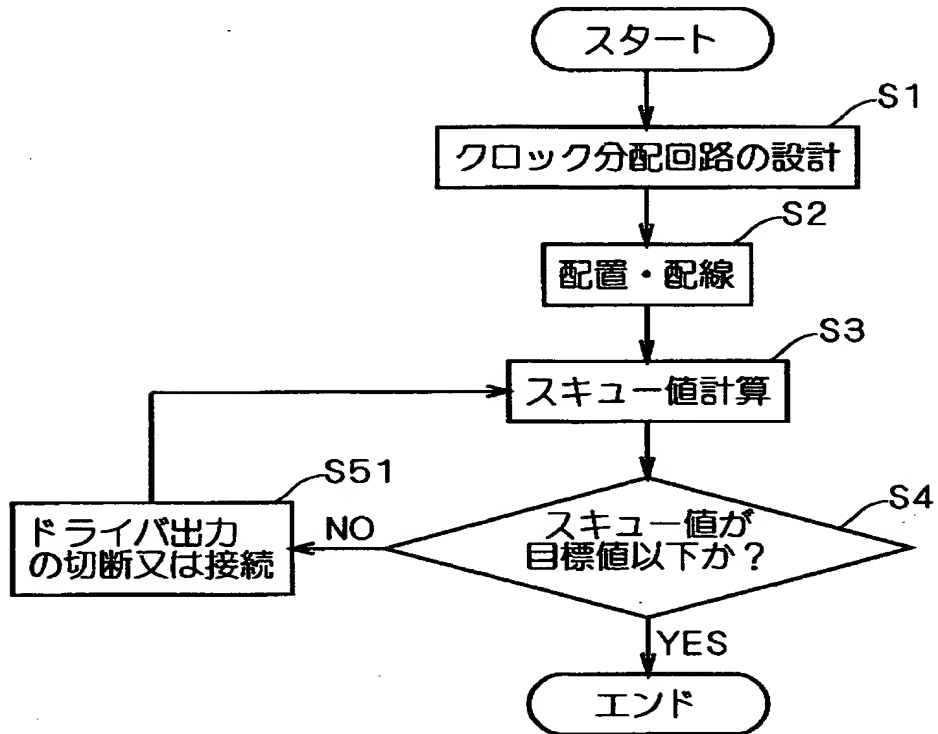 スタート
S1
クロック分配回路の設計
S2
配置・配線
S3
スキュー値計算
S51
ドライバ出力
の切断又は接続
NO
S4
スキュー値が
目標値以下か？
YES
エンド